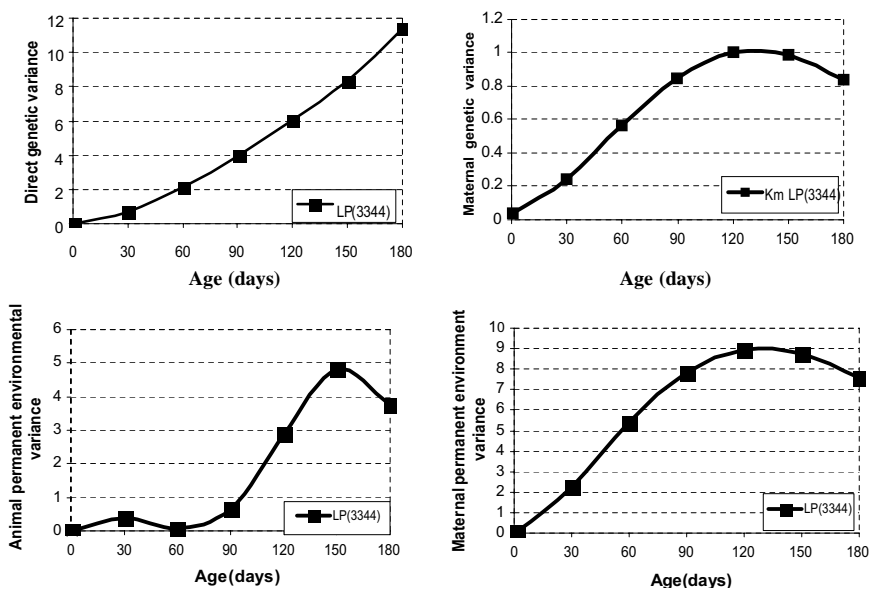 Direct genetic variance
12
10
8
6
4
2
0
0 30 60 90 120 150 180
LP(3344)
Age (days)
Maternal genetic variance
1.2
1
0.8
0.6
0.4
0.2
0
0 30 60 90 120 150 180
Km LP(3344)
Age (days)
Animal permanent environmental
variance
6
5
4
3
2
1
0
0 30 60 90 120 150 180
LP(3344)
Age(days)
Maternal permanent environment
variance
10
9
8
7
6
5
4
3
2
1
0
0 30 60 90 120 150 180
LP(3344)
Age(days)